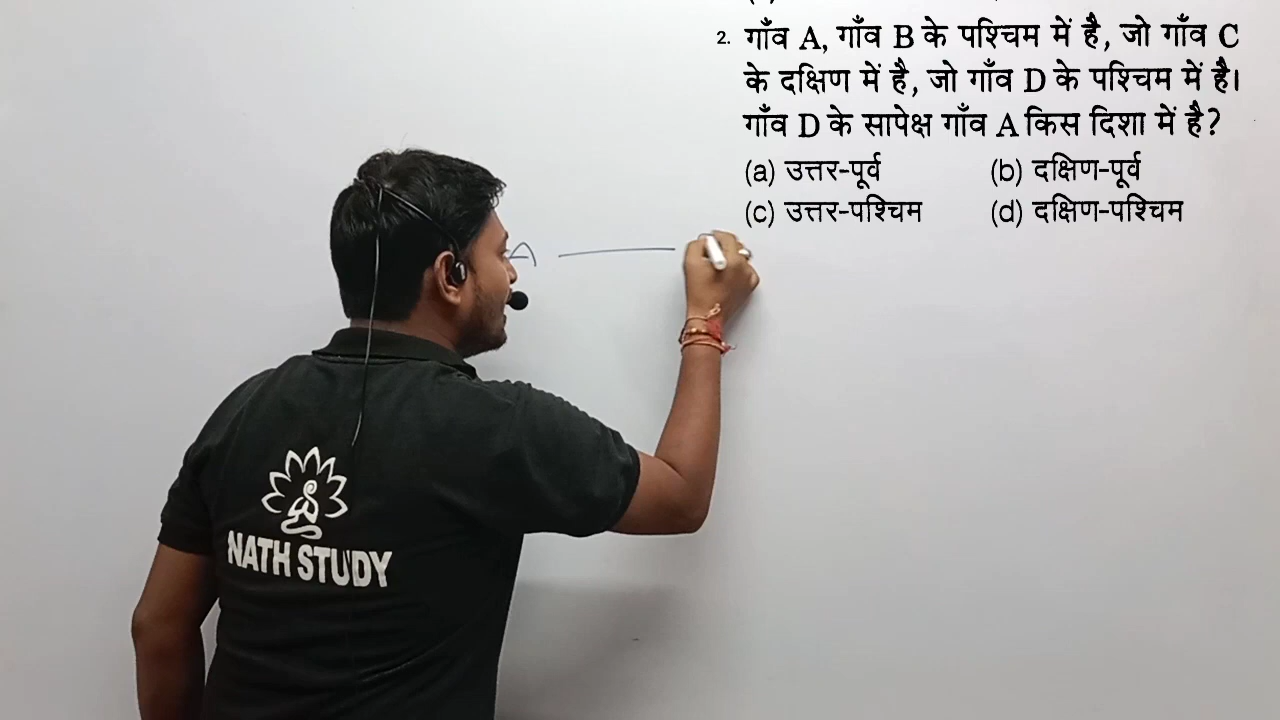 2. गाँव A, गाँव B के पश्चिम में है, जो गाँव C
के दक्षिण में है, जो गाँव D के पश्चिम में है।
गाँव D के सापेक्ष गाँव A किस दिशा में है?
(a) उत्तर-पूर्व (b) दक्षिण-पूर्व
(c) उत्तर-पश्चिम (d) दक्षिण-पश्चिम
A
NATH STUDY